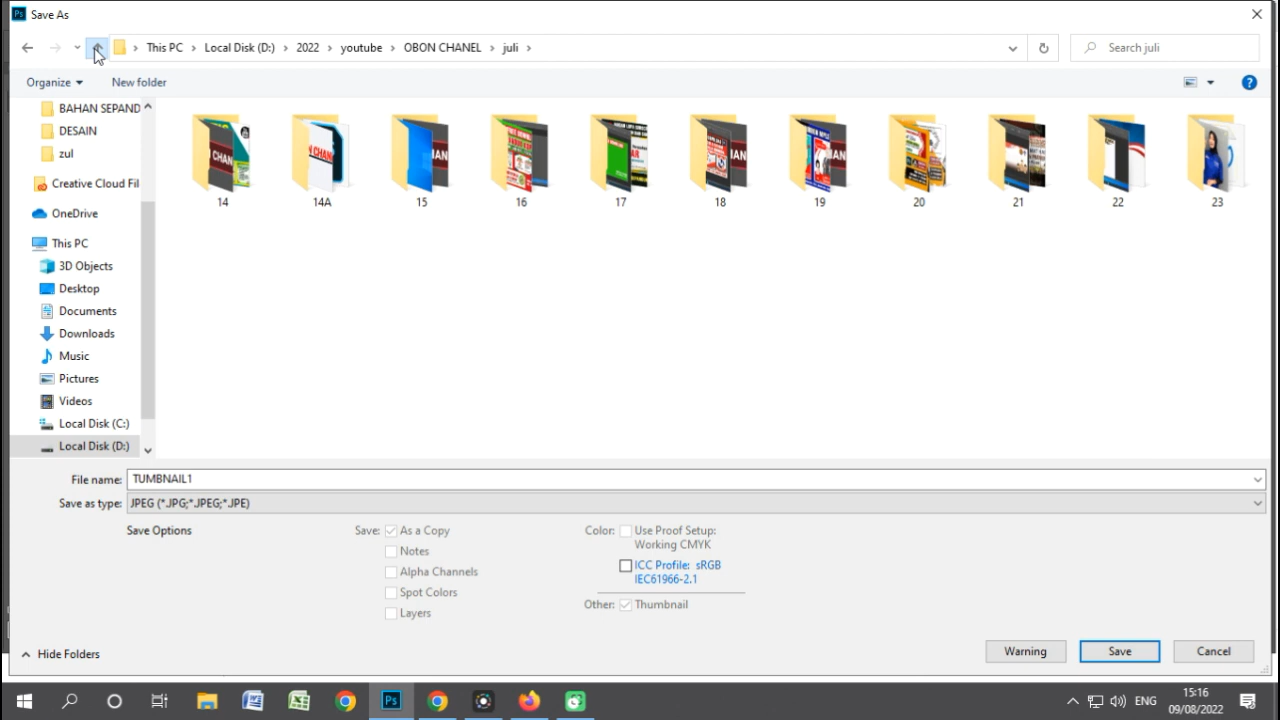 Save As
This PC > Local Disk (D:) > 2022 > youtube > OBON CHANEL > juli >
Search juli
Organize
New folder
BAHAN SEPAND
DESAIN
zul
Creative Cloud Fil
OneDrive
This PC
3D Objects
Desktop
Documents
Downloads
Music
Pictures
Videos
Local Disk (C:)
Local Disk (D:)
14
14A
15
16
17
18
19
20
21
22
23
File name: TUMBNAIL1
Save as type: JPEG (*.JPG;*.JPEG;*.JPE)
Save Options
Save: As a Copy
Notes
Alpha Channels
Spot Colors
Layers
Color: Use Proof Setup:
Working CMYK
ICC Profile: sRGB
IEC61966-2.1
Other: Thumbnail
Hide Folders
Warning
Save
Cancel
Ps
ENG
15:16
09/08/2022